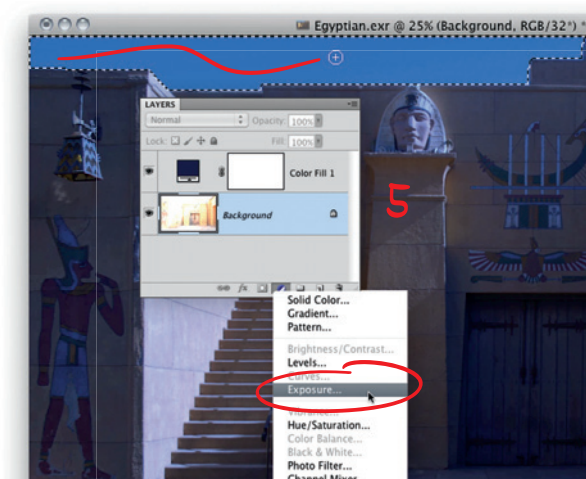 Egyptian.exr @ 25% (Background, RGB/32*) *
LAYERS
Normal Opacity: 100%
Lock: Fill: 100%
Color Fill 1
Background
fx
5
Solid Color...
Gradient...
Pattern...
Brightness/Contrast...
Levels...
Curves...
Exposure...
Vibrance...
Hue/Saturation...
Color Balance...
Black & White...
Photo Filter...
Channel Mixer...